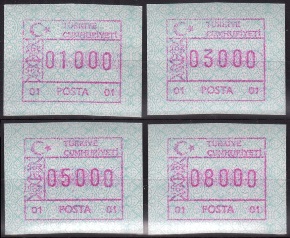 TÜRKİYE
CUMHURİYETİ
01000
01 POSTA 01
TÜRKİYE
CUMHURİYETİ
03000
01 POSTA 01
TÜRKİYE
CUMHURİYETİ
05000
01 POSTA 01
TÜRKİYE
CUMHURİYETİ
08000
01 POSTA 01